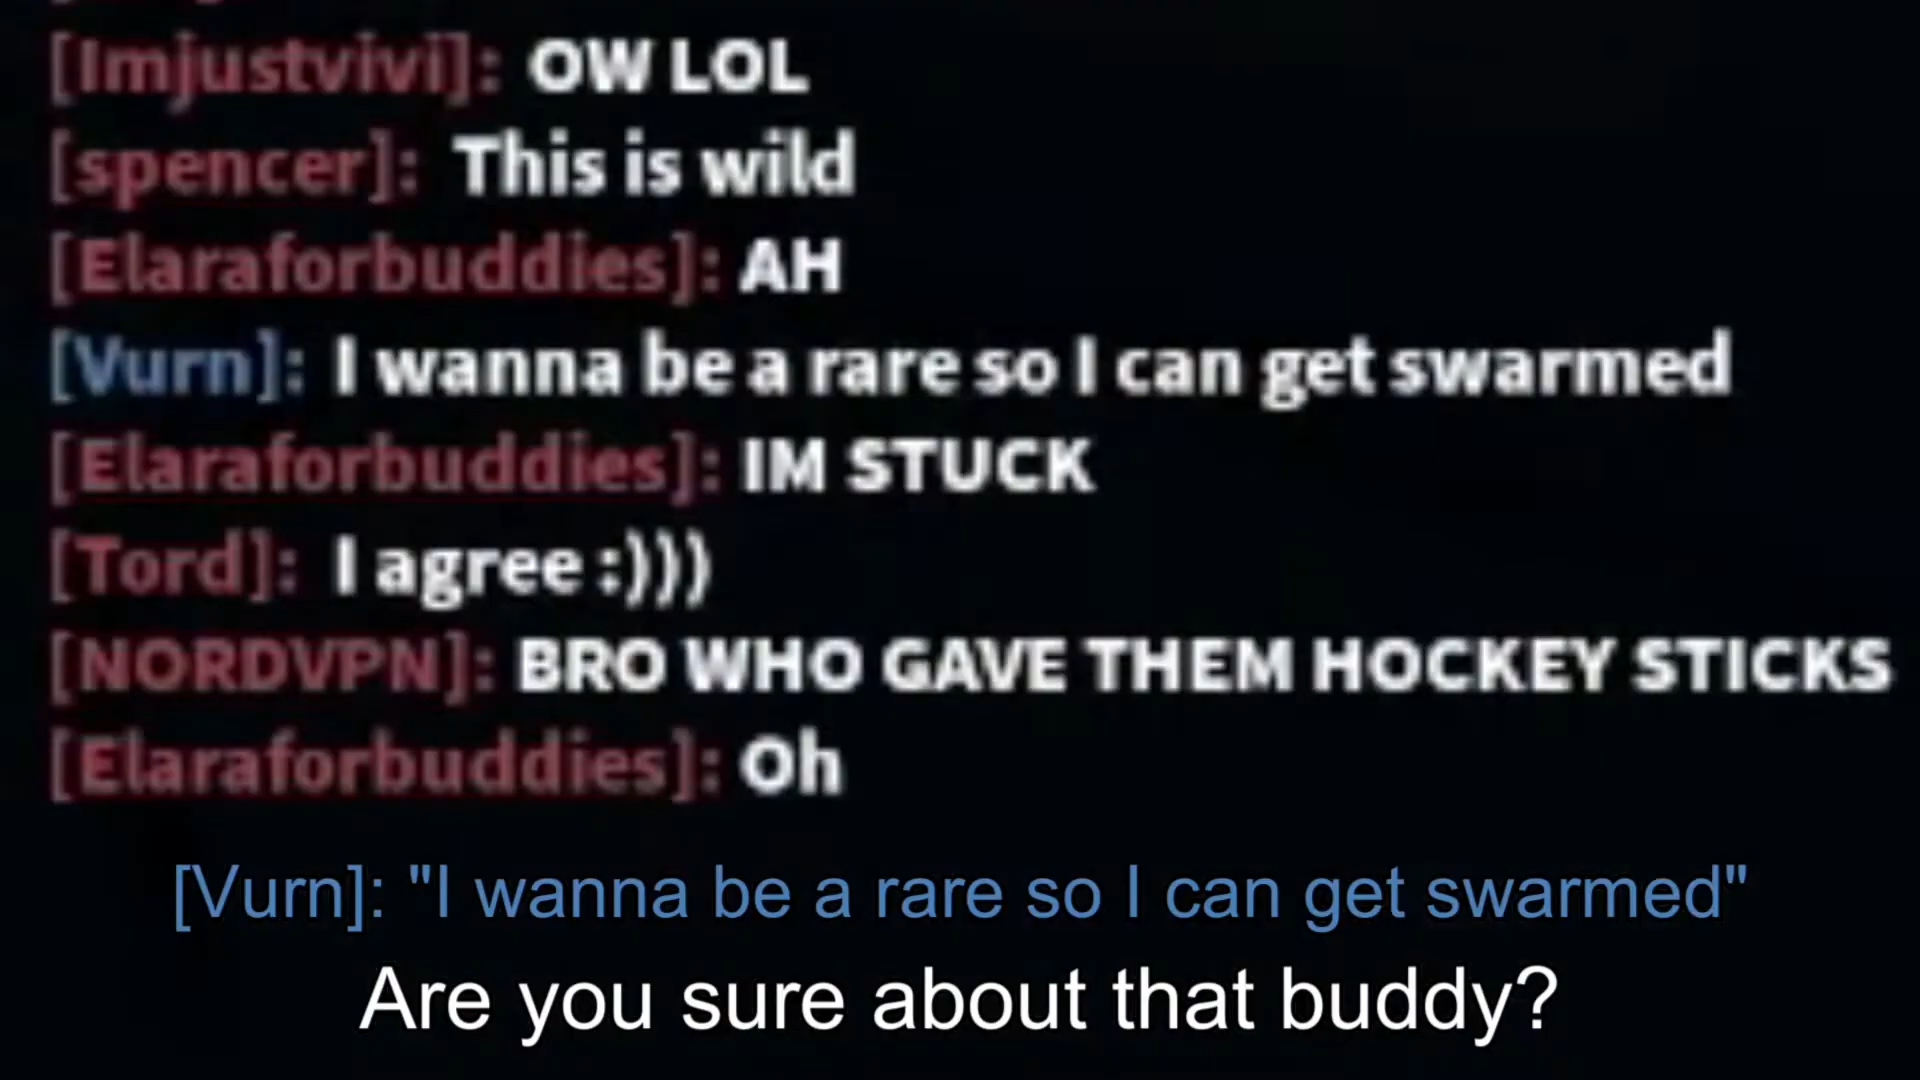 [Imjustvivi]: OW LOL
[spencer]: This is wild
[Elaraforbuddies]: AH
[Vurn]: I wanna be a rare so I can get swarmed
[Elaraforbuddies]: IM STUCK
[Tord]: I agree :)))
[NORDVPN]: BRO WHO GAVE THEM HOCKEY STICKS
[Elaraforbuddies]: Oh
[Vurn]: "I wanna be a rare so I can get swarmed"
Are you sure about that buddy?